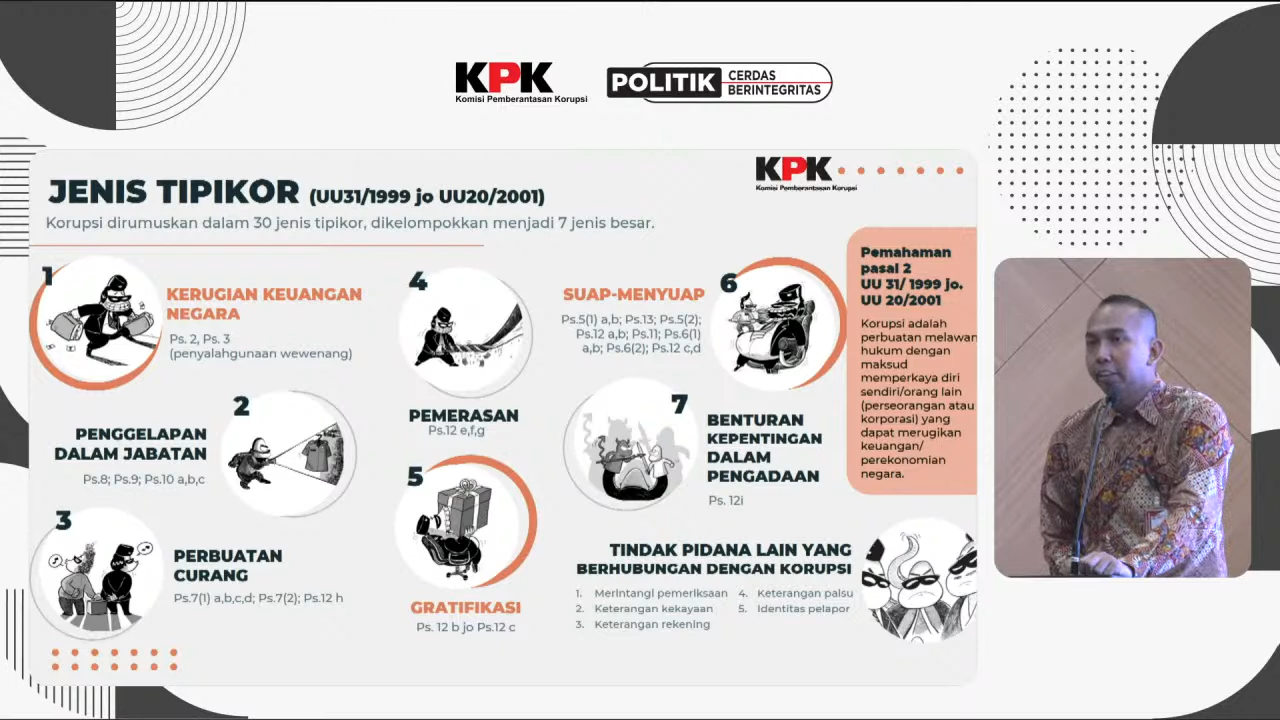 KPK
Komisi Pemberantasan Korupsi
POLITIK
CERDAS
BERINTEGRITAS
KPK
Komisi Pemberantasan Korupsi
JENIS TIPIKOR (UU31/1999 jo UU20/2001)
Korupsi dirumuskan dalam 30 jenis tipikor, dikelompokkan menjadi 7 jenis besar.
1
KERUGIAN KEUANGAN
NEGARA
Ps. 2, Ps. 3
(penyalahgunaan wewenang)
2
PENGGELAPAN
DALAM JABATAN
Ps.8; Ps.9; Ps.10 a,b,c
3
PERBUATAN
CURANG
Ps.7(1) a,b,c,d; Ps.7(2); Ps.12 h
4
PEMERASAN
Ps.12 e,f,g
5
GRATIFIKASI
Ps. 12 b jo Ps.12 c
6
SUAP-MENYUAP
Ps.5(1) a,b; Ps.13; Ps.5(2);
Ps.12 a,b; Ps.11; Ps.6(1)
a,b; Ps.6(2); Ps.12 c,d
7
BENTURAN
KEPENTINGAN
DALAM
PENGADAAN
Ps. 12i
TINDAK PIDANA LAIN YANG
BERHUBUNGAN DENGAN KORUPSI
1. Merintangi pemeriksaan
2. Keterangan kekayaan
3. Keterangan rekening
4. Keterangan palsu
5. Identitas pelapor
Pemahaman
pasal 2
UU 31/ 1999 jo.
UU 20/2001
Korupsi adalah
perbuatan melawan
hukum dengan
maksud
memperkaya diri
sendiri/orang lain
(perseorangan atau
korporasi) yang
dapat merugikan
keuangan/
perekonomian
negara.